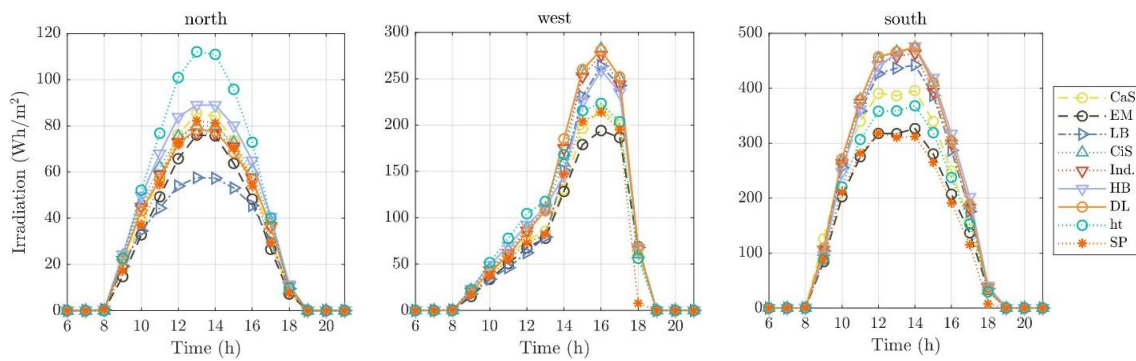 north
west
south
Irradiation (Wh/m²)
120
100
80
60
40
20
0
6 8 10 12 14 16 18 20
Time (h)
300
250
200
150
100
50
0
6 8 10 12 14 16 18 20
Time (h)
500
400
300
200
100
0
6 8 10 12 14 16 18 20
Time (h)
CaS
EM
LB
CiS
Ind.
HB
DL
ht
SP